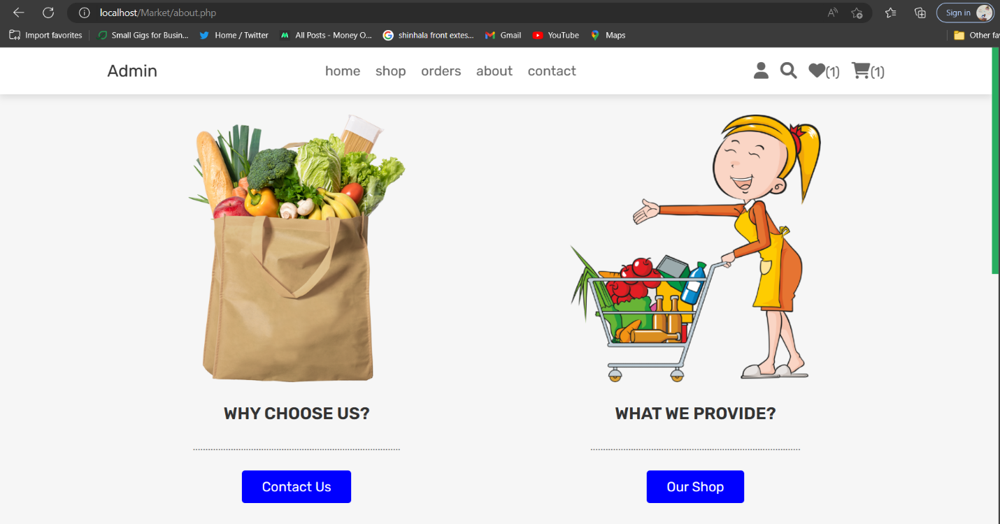 localhost/Market/about.php
Sign in
Import favorites
Small Gigs for Busin...
Home / Twitter
All Posts - Money O...
shinhala front extes...
Gmail
YouTube
Maps
Other fa
Admin
home
shop
orders
about
contact
(1)
(1)
WHY CHOOSE US?
WHAT WE PROVIDE?
Contact Us
Our Shop